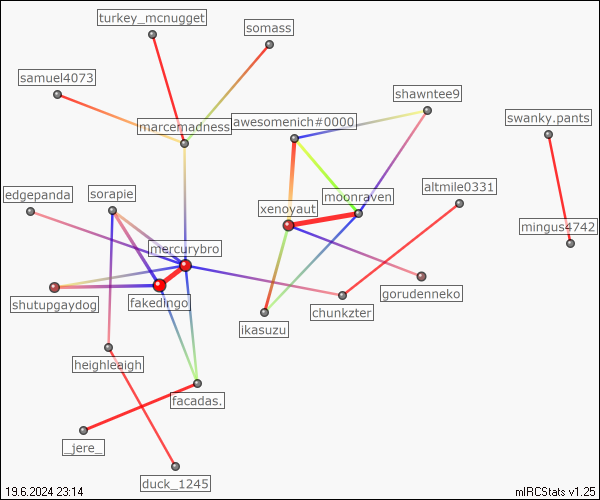 turkey_mcnugget
somass
samuel4073
shawntee9
marcemadness
awesomenich#0000
swanky.pants
edgepanda
sorapie
altmile0331
moonraven
xenoyaut
mingus4742
mercurybro
shutupgaydog
fakedingo
gorudenneko
chunkzter
ikasuzu
heighleaigh
facadas.
_jere_
duck_1245
19.6.2024 23:14
mIRCStats v1.25